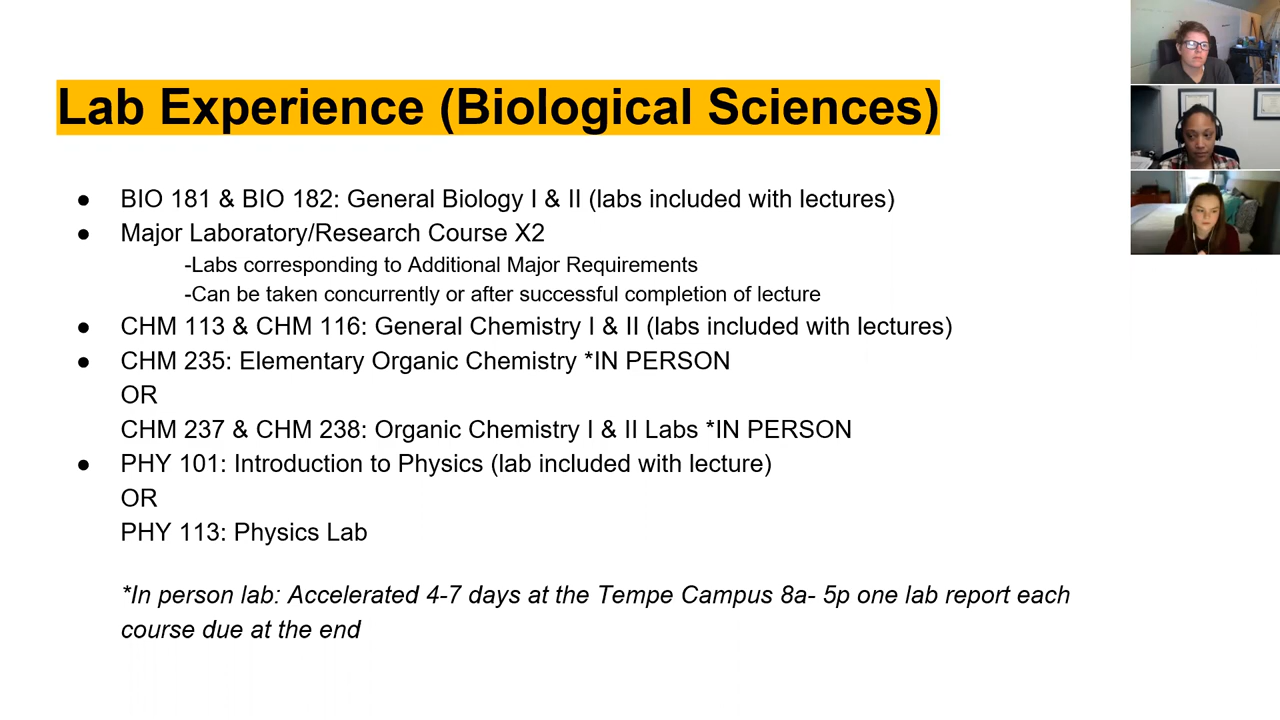 Lab Experience (Biological Sciences)
● BIO 181 & BIO 182: General Biology I & II (labs included with lectures)
● Major Laboratory/Research Course X2
-Labs corresponding to Additional Major Requirements
-Can be taken concurrently or after successful completion of lecture
● CHM 113 & CHM 116: General Chemistry I & II (labs included with lectures)
● CHM 235: Elementary Organic Chemistry *IN PERSON
OR
CHM 237 & CHM 238: Organic Chemistry I & II Labs *IN PERSON
● PHY 101: Introduction to Physics (lab included with lecture)
OR
PHY 113: Physics Lab
*In person lab: Accelerated 4-7 days at the Tempe Campus 8a- 5p one lab report each
course due at the end